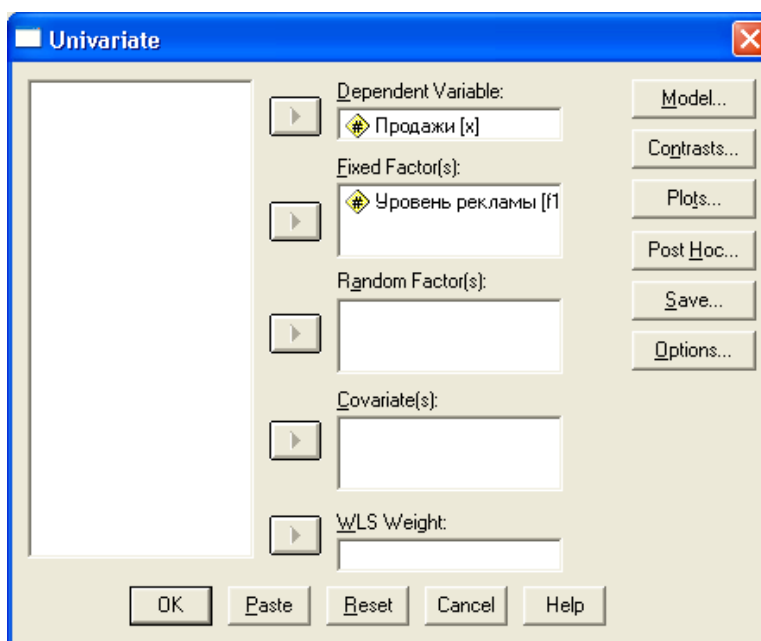 Univariate
Dependent Variable:
Продажи [x]
Fixed Factor(s):
Уровень рекламы [f1
Random Factor(s):
Covariate(s):
WLS Weight:
Model...
Contrasts...
Plots...
Post Hoc...
Save...
Options...
OK
Paste
Reset
Cancel
Help